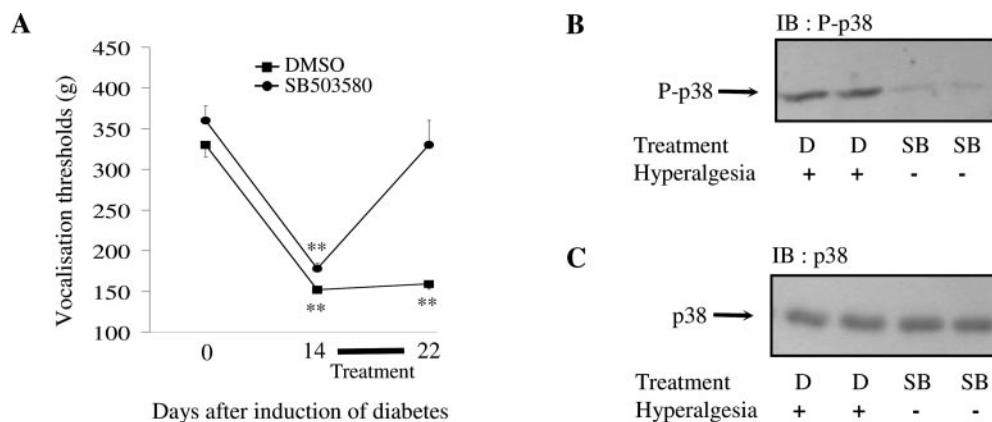 A
Vocalisation thresholds (g)
450
400
350
300
250
200
150
100
DMSO
SB503580
**
**
**
0 14 22
Treatment
Days after induction of diabetes
B
IB : P-p38
P-p38
Treatment D D SB SB
Hyperalgesia + + - -
C
IB : p38
p38
Treatment D D SB SB
Hyperalgesia + + - -